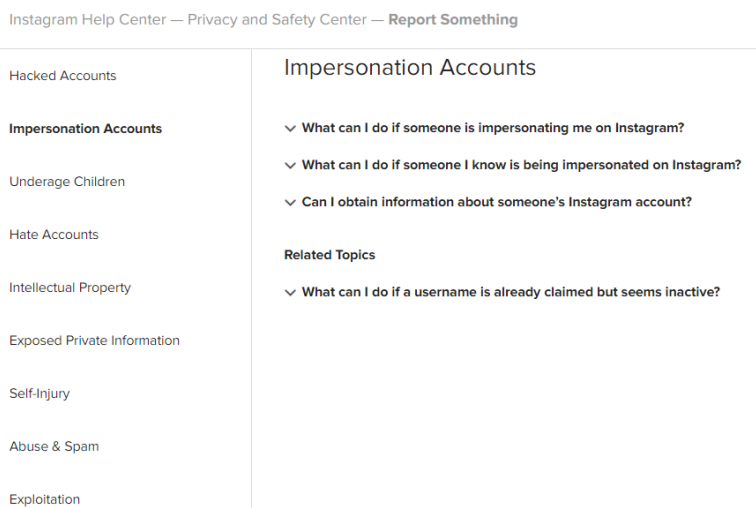 Instagram Help Center — Privacy and Safety Center — Report Something
Hacked Accounts
Impersonation Accounts
Underage Children
Hate Accounts
Intellectual Property
Exposed Private Information
Self-Injury
Abuse & Spam
Exploitation
Impersonation Accounts
What can I do if someone is impersonating me on Instagram?
What can I do if someone I know is being impersonated on Instagram?
Can I obtain information about someone’s Instagram account?
Related Topics
What can I do if a username is already claimed but seems inactive?